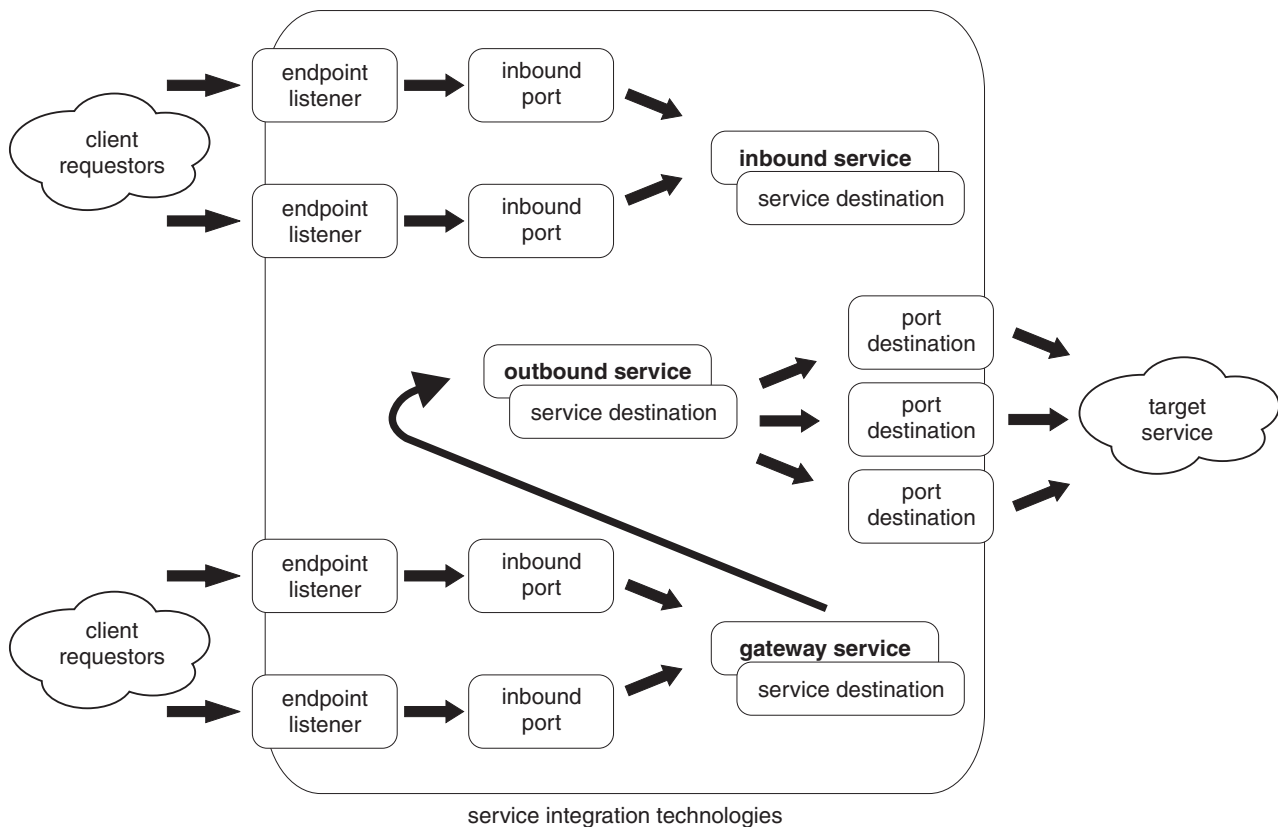 endpoint
listener
inbound
port
client
requestors
inbound service
service destination
endpoint
listener
inbound
port
port
destination
outbound service
service destination
port
destination
target
service
port
destination
endpoint
listener
inbound
port
client
requestors
gateway service
service destination
endpoint
listener
inbound
port
service integration technologies